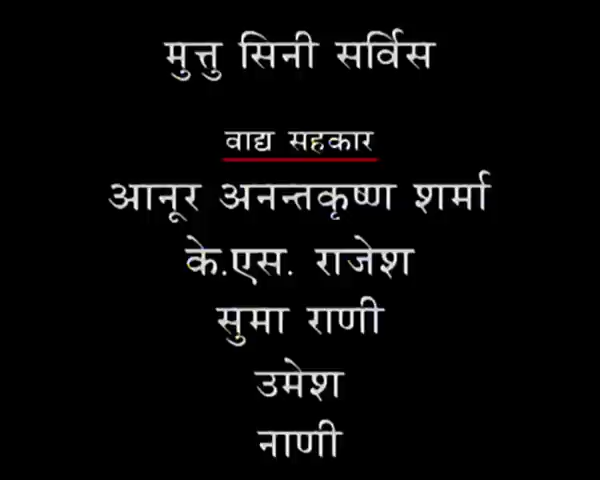 मुत्तु सिनी सर्विस
वाद्य सहकार
आनूर अनन्तकृष्ण शर्मा
के.एस. राजेश
सुमा राणी
उमेश
नाणी